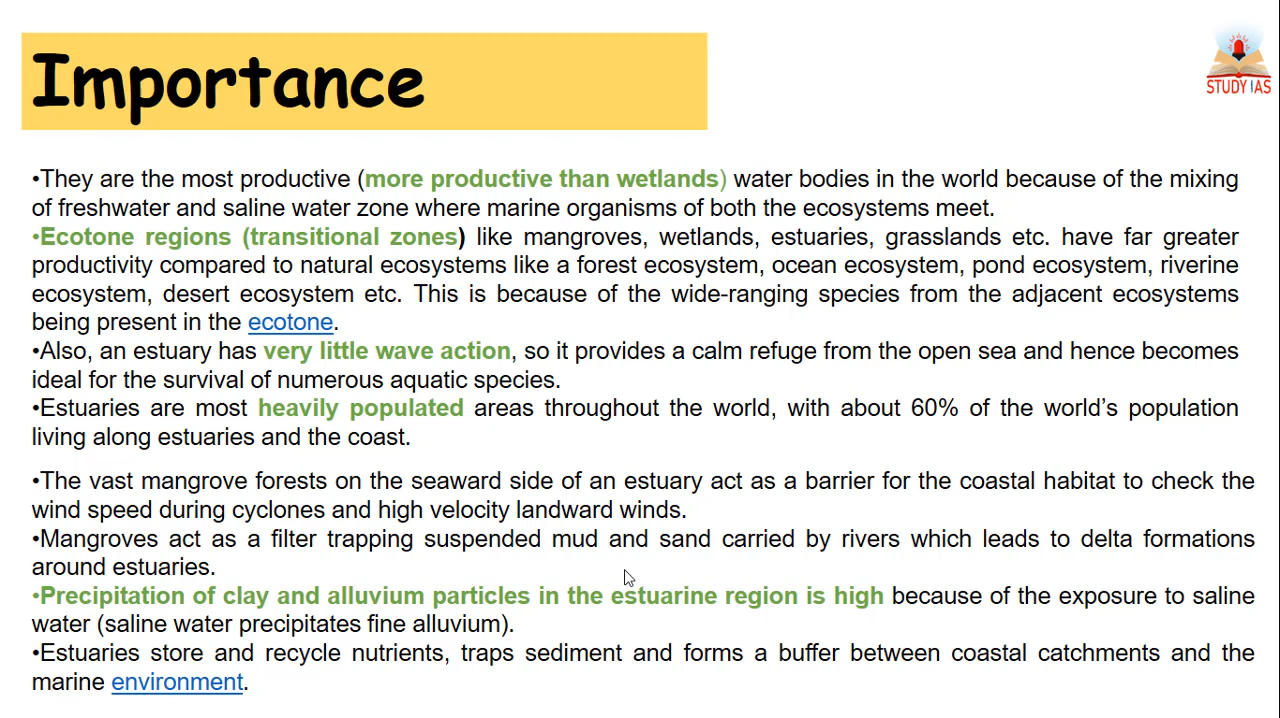 Importance
STUDY IAS
•They are the most productive (more productive than wetlands) water bodies in the world because of the mixing
of freshwater and saline water zone where marine organisms of both the ecosystems meet.
•Ecotone regions (transitional zones) like mangroves, wetlands, estuaries, grasslands etc. have far greater
productivity compared to natural ecosystems like a forest ecosystem, ocean ecosystem, pond ecosystem, riverine
ecosystem, desert ecosystem etc. This is because of the wide-ranging species from the adjacent ecosystems
being present in the ecotone.
•Also, an estuary has very little wave action, so it provides a calm refuge from the open sea and hence becomes
ideal for the survival of numerous aquatic species.
•Estuaries are most heavily populated areas throughout the world, with about 60% of the world’s population
living along estuaries and the coast.
•The vast mangrove forests on the seaward side of an estuary act as a barrier for the coastal habitat to check the
wind speed during cyclones and high velocity landward winds.
•Mangroves act as a filter trapping suspended mud and sand carried by rivers which leads to delta formations
around estuaries.
•Precipitation of clay and alluvium particles in the estuarine region is high because of the exposure to saline
water (saline water precipitates fine alluvium).
•Estuaries store and recycle nutrients, traps sediment and forms a buffer between coastal catchments and the
marine environment.